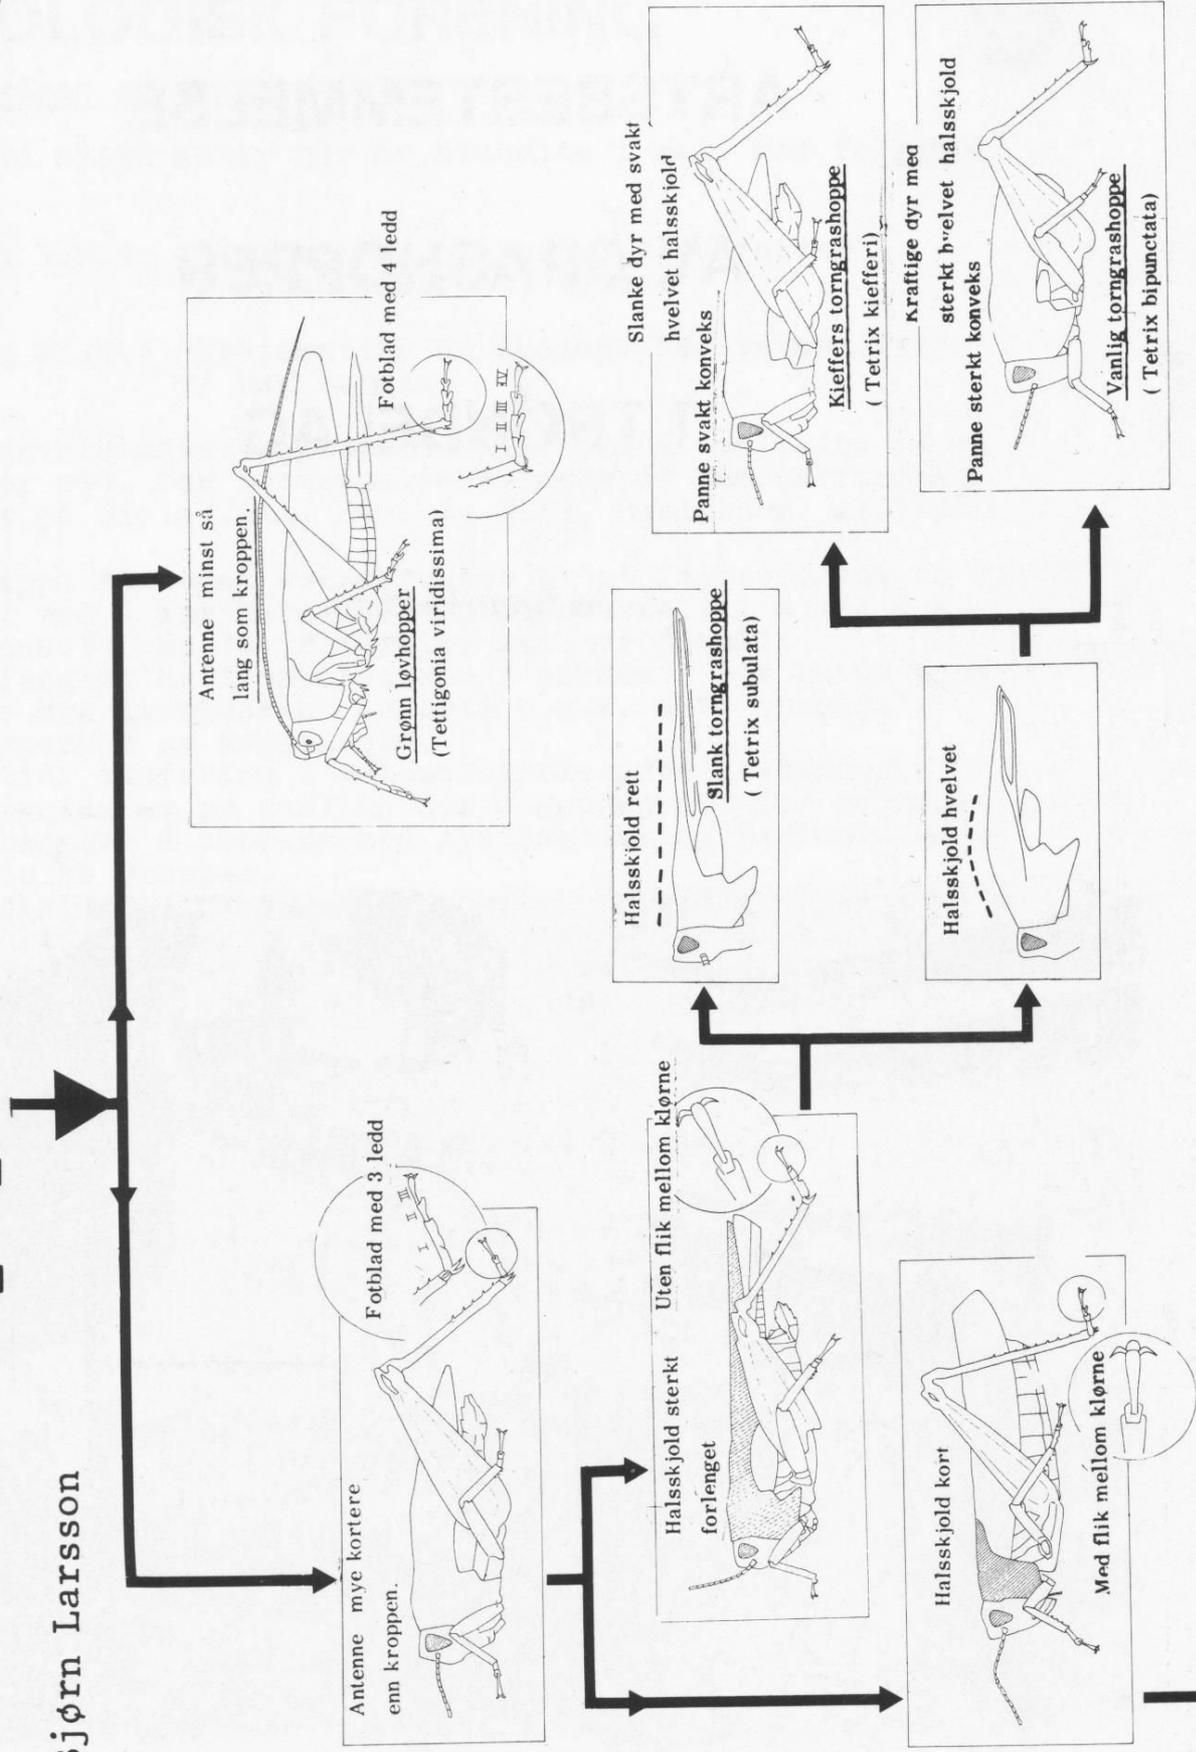 Bjørn Larsson
Antenne mye kortere
enn kroppen.
Fotblad med 3 ledd
I II III
Antenne minst så
lang som kroppen.
Fotblad med 4 ledd
I II III IV
Grønn løvhopper
(Tettigonia viridissima)
Halsskjold sterkt
forlenget
Uten flik mellom klørne
Halsskjold kort
Med flik mellom klørne
Halsskjold rett
Slank torngrashoppe
( Tetrix subulata)
Halsskjold hvelvet
Slanke dyr med svakt
hvelvet halsskjold
Panne svakt konveks
Kieffers torngrashoppe
( Tetrix kiefferi)
Kraftige dyr med
sterkt hvelvet halsskjold
Panne sterkt konveks
Vanlig torngrashoppe
( Tetrix bipunctata)